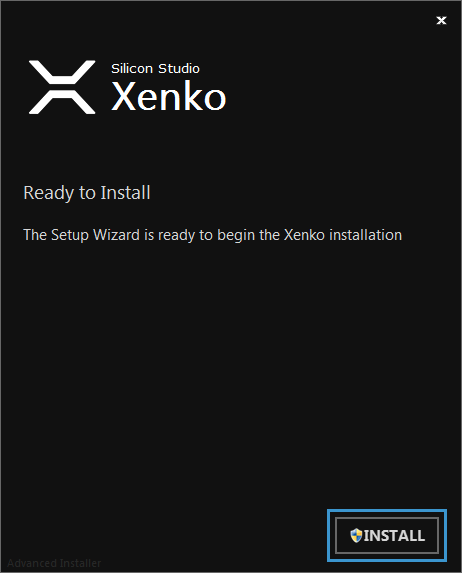 Silicon Studio
Xenko
Ready to Install
The Setup Wizard is ready to begin the Xenko installation
INSTALL
Advanced Installer